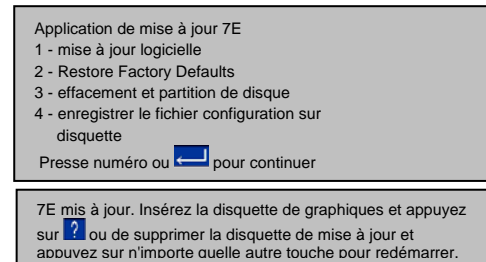 Application de mise à jour 7E
1 - mise à jour logicielle
2 - Restore Factory Defaults
3 - effacement et partition de disque
4 - enregistrer le fichier configuration sur
disquette
Presse numéro ou pour continuer
7E mis à jour. Insérez la disquette de graphiques et appuyez
sur ? ou de supprimer la disquette de mise à jour et
appuyez sur n'importe quelle autre touche pour redémarrer.